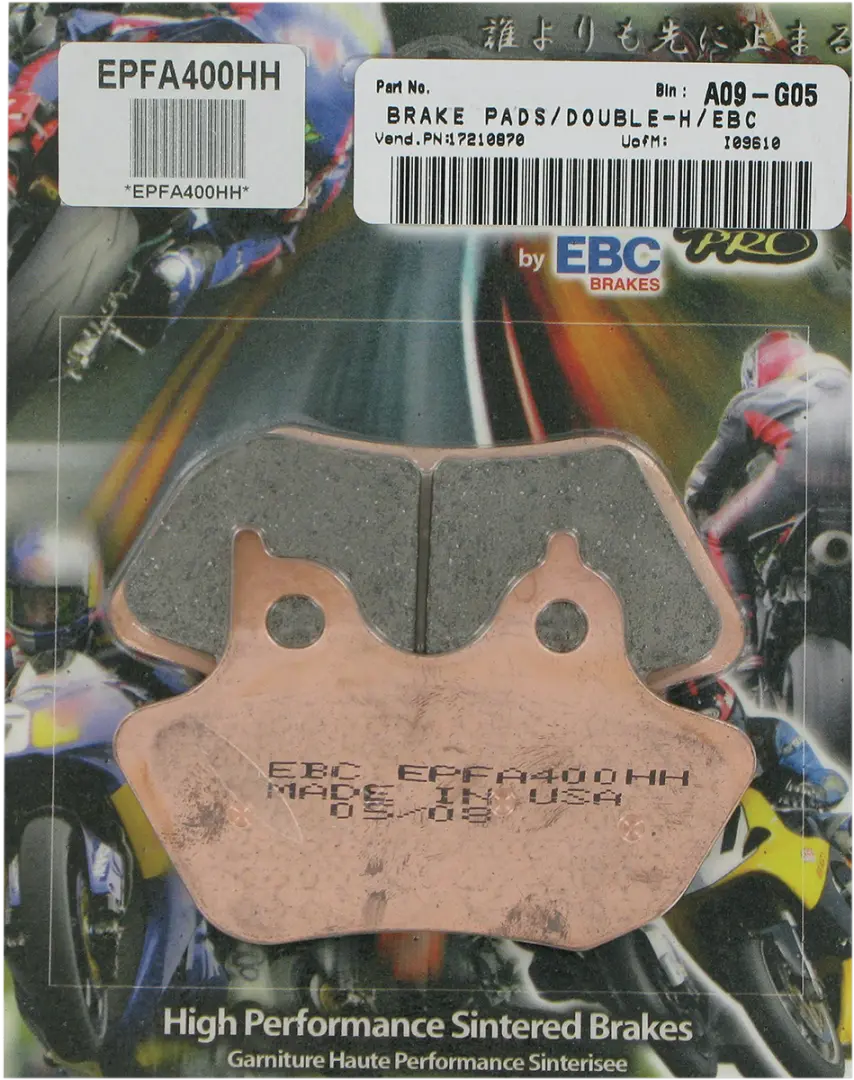 誰よりも先に止まる
EPFA400HH
*EPFA400HH*
Part No. Bin: A09-G05
BRAKE PADS/DOUBLE-H/EBC
Vend.PN:17210870 UofM: I09610
PRO
by EBC
BRAKES
EBC EPFA400HH
MADE IN USA
05/08
High Performance Sintered Brakes
Garniture Haute Performance Sinterisee